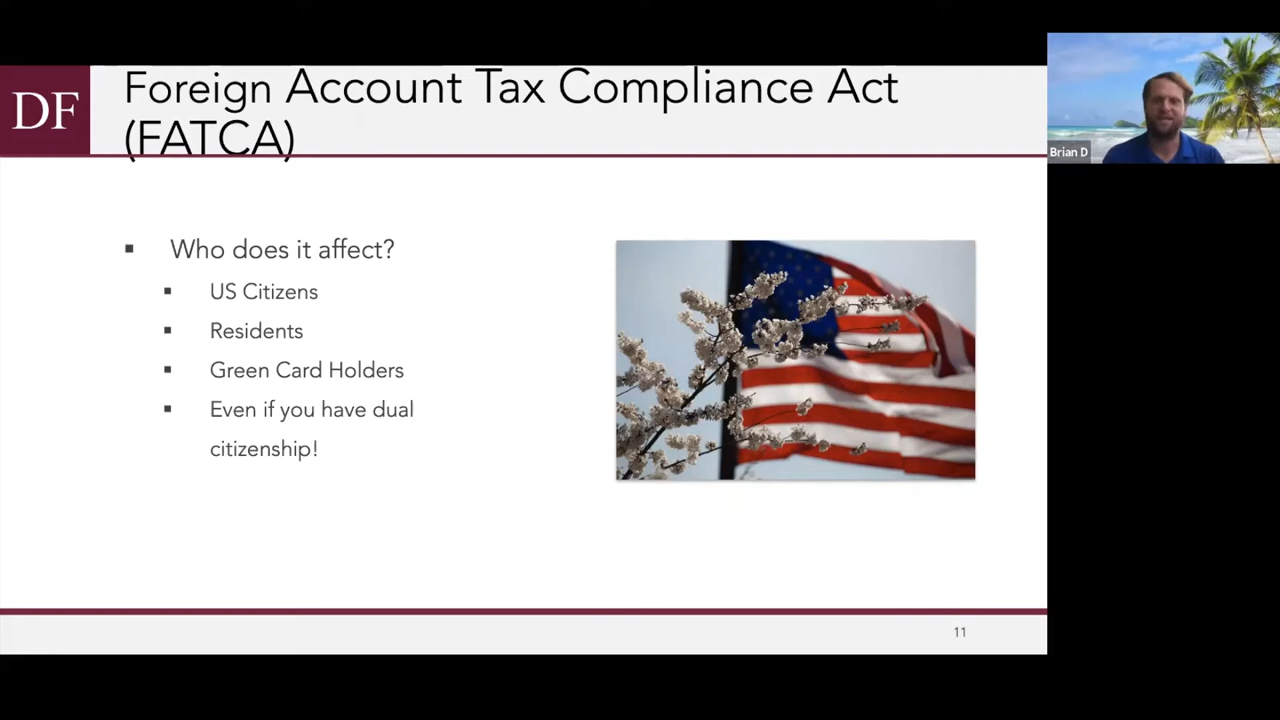 DF
Foreign Account Tax Compliance Act
(FATCA)
Brian D
▪ Who does it affect?
▪ US Citizens
▪ Residents
▪ Green Card Holders
▪ Even if you have dual
citizenship!
11